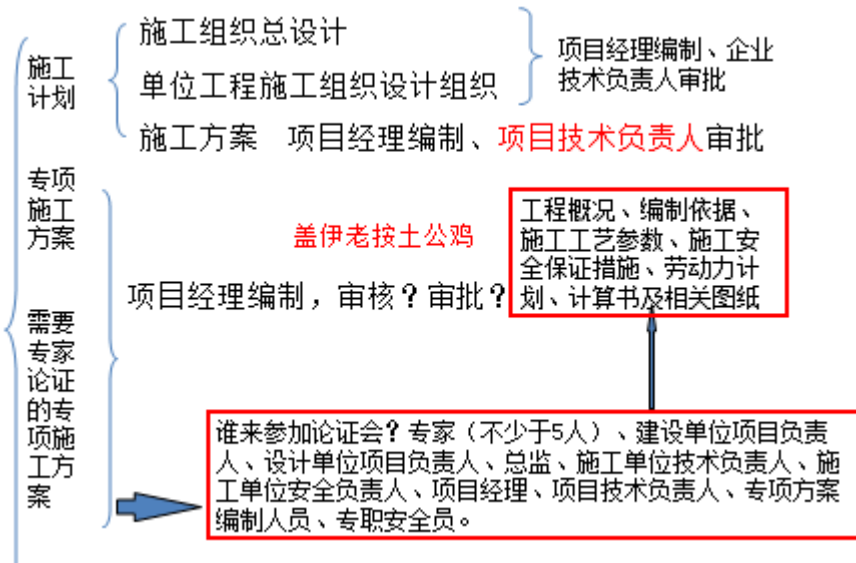 施工
计划
施工组织总设计
单位工程施工组织设计组织
项目经理编制、企业
技术负责人审批
施工方案 项目经理编制、项目技术负责人审批
专项
施工
方案
盖伊老按土公鸡
项目经理编制，审核？审批？
工程概况、编制依据、
施工工艺参数、施工安
全保证措施、劳动力计
划、计算书及相关图纸
需要
专家
论证
的专
项施
工方
案
谁来参加论证会？专家（不少于5人）、建设单位项目负责
人、设计单位项目负责人、总监、施工单位技术负责人、施
工单位安全负责人、项目经理、项目技术负责人、专项方案
编制人员、专职安全员。